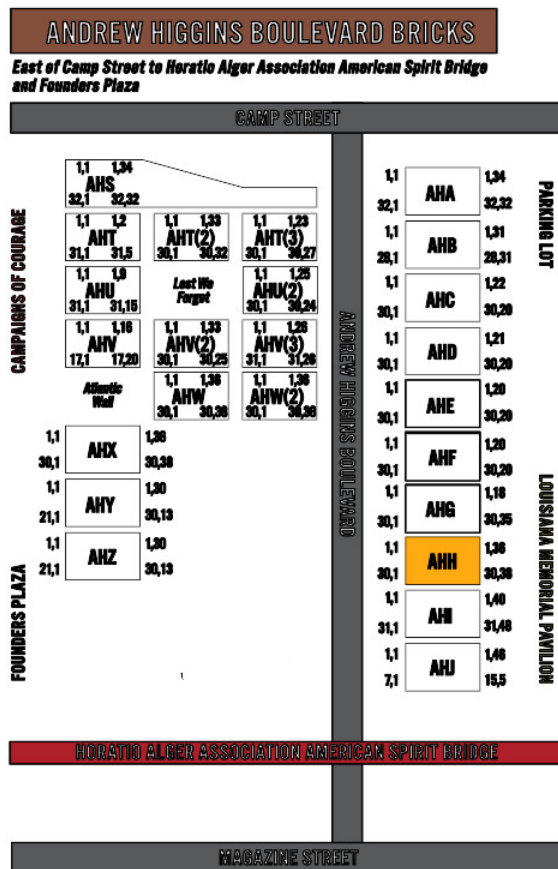 ANDREW HIGGINS BOULEVARD BRICKS
East of Camp Street to Horatio Alger Association American Spirit Bridge
and Founders Plaza
CAMP STREET
1,1 1,34
AHS
32,1 32,32
1,1 1,2
AHT
31,1 31,5
1,1 1,33
AHT(2)
30,1 30,32
1,1 1,23
AHT(3)
30,1 30,27
1,1 1,9
AHU
31,1 31,15
Lest We
Forget
1,1 1,25
AHU(2)
30,1 30,24
1,1 1,16
AHV
17,1 17,20
1,1 1,33
AHV(2)
30,1 30,25
1,1 1,26
AHV(3)
31,1 31,26
Atlantic
Wall
1,1 1,36
AHW
30,1 30,38
1,1 1,36
AHW(2)
30,1 30,38
1,1 1,36
AHX
30,1 30,38
1,1 1,30
AHY
21,1 30,13
1,1 1,30
AHZ
21,1 30,13
CAMPAIGNS OF COURAGE
FOUNDERS PLAZA
ANDREW HIGGINS BOULEVARD
1,1 1,34
AHA
32,1 32,32
1,1 1,31
AHB
28,1 28,31
1,1 1,22
AHC
30,1 30,20
1,1 1,21
AHD
30,1 30,20
1,1 1,20
AHE
30,1 30,20
1,1 1,20
AHF
30,1 30,20
1,1 1,18
AHG
30,1 30,35
1,1 1,36
AHH
30,1 30,38
1,1 1,40
AHI
31,1 31,48
1,1 1,46
AHJ
7,1 15,5
PARKING LOT
LOUISIANA MEMORIAL PAVILION
HORATIO ALGER ASSOCIATION AMERICAN SPIRIT BRIDGE
MAGAZINE STREET